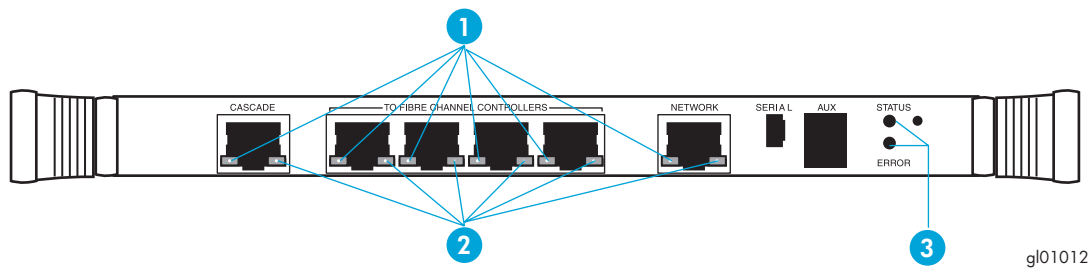 1
CASCADE
TO FIBRE CHANNEL CONTROLLERS
NETWORK
SERIAL
AUX
STATUS
ERROR
2
3
gl01012